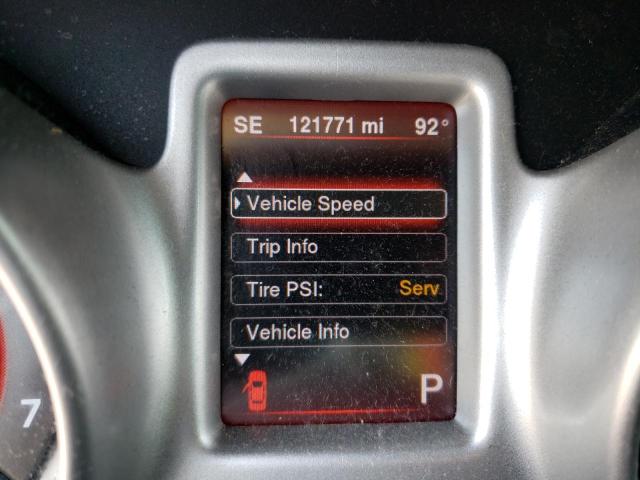 SE 121771 mi 92°
Vehicle Speed
Trip Info
Tire PSI: Serv
Vehicle Info
P
7